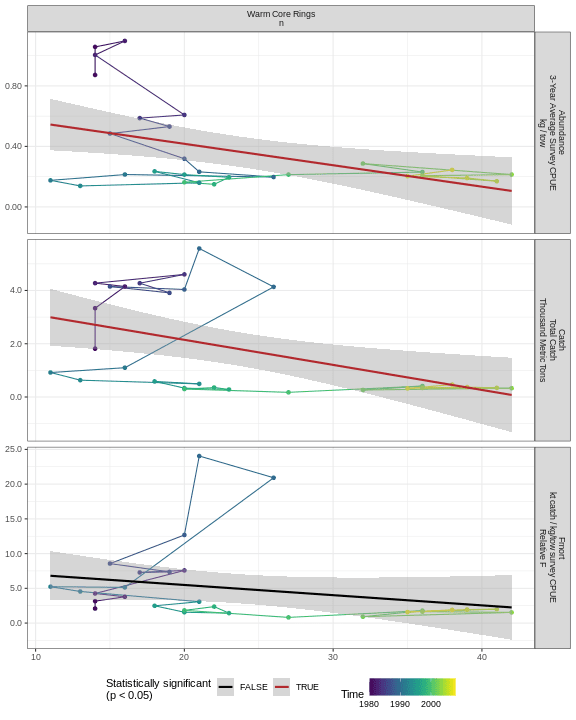 Warm Core Rings
n
0.80
0.40
0.00
Abundance
3-Year Average Survey CPUE
kg / tow
4.0
2.0
0.0
Catch
Total Catch
Thousand Metric Tons
25.0
20.0
15.0
10.0
5.0
0.0
Fmort
kt catch / kg/tow survey CPUE
Relative F
10 20 30 40
Statistically significant
(p < 0.05)
FALSE TRUE
Time
1980 1990 2000